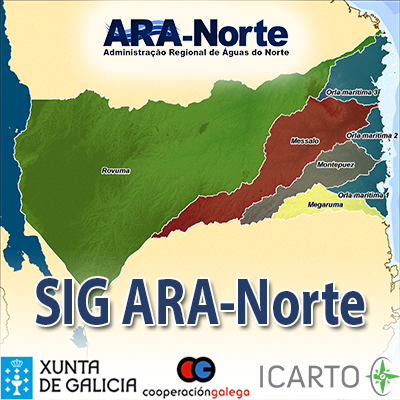 ARA-Norte
Administração Regional de Águas do Norte
Orla marítima 3
Messalo
Orla marítima 2
Montepuez
Rovuma
Orla marítima 1
Megaruma
SIG ARA-Norte
XUNTA
DE GALICIA
cooperacióngalega
ICARTO